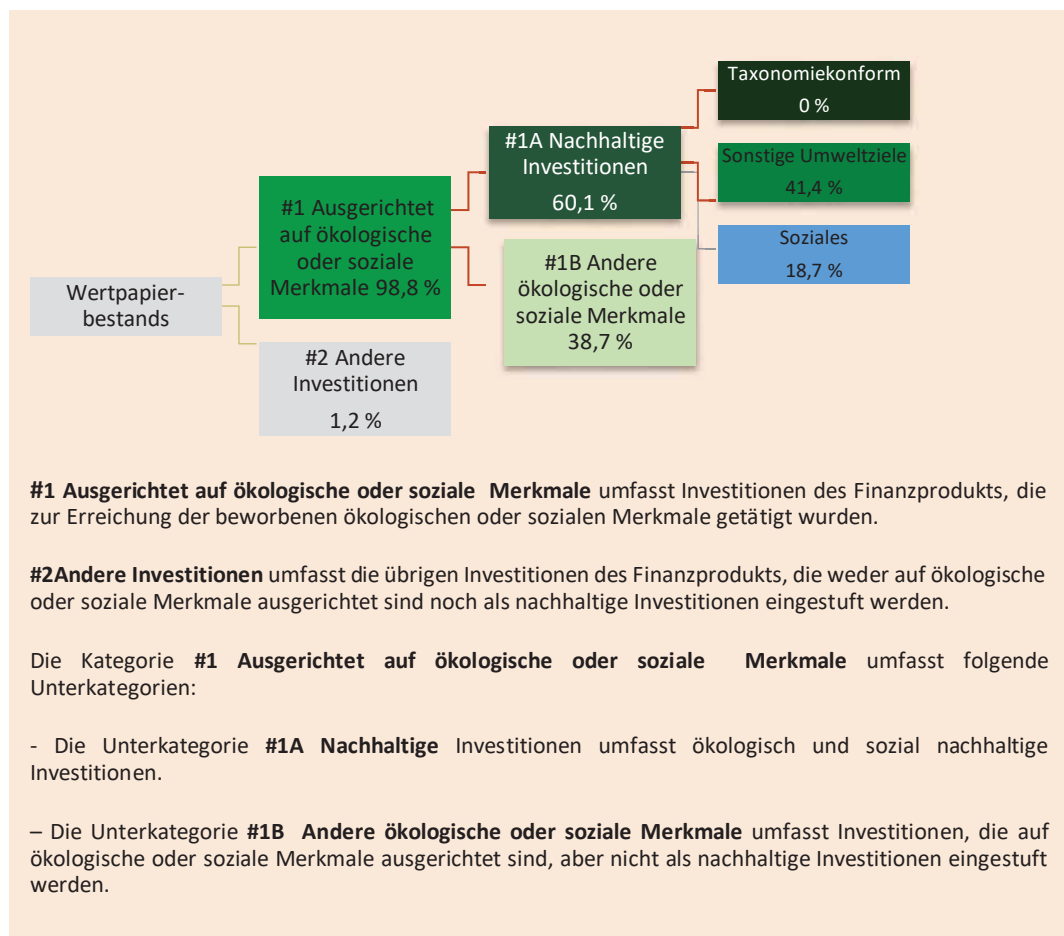 Taxonomiekonform
0 %
#1A Nachhaltige
Investitionen
60,1 %
Sonstige Umweltziele
41,4 %
#1 Ausgerichtet
auf ökologische
oder soziale
Merkmale 98,8 %
Soziales
18,7 %
#1B Andere
ökologische oder
soziale Merkmale
38,7 %
Wertpapier-
bestands
#2 Andere
Investitionen
1,2 %
#1 Ausgerichtet auf ökologische oder soziale Merkmale umfasst Investitionen des Finanzprodukts, die
zur Erreichung der beworbenen ökologischen oder sozialen Merkmale getätigt wurden.
#2Andere Investitionen umfasst die übrigen Investitionen des Finanzprodukts, die weder auf ökologische
oder soziale Merkmale ausgerichtet sind noch als nachhaltige Investitionen eingestuft werden.
Die Kategorie #1 Ausgerichtet auf ökologische oder soziale Merkmale umfasst folgende
Unterkategorien:
- Die Unterkategorie #1A Nachhaltige Investitionen umfasst ökologisch und sozial nachhaltige
Investitionen.
– Die Unterkategorie #1B Andere ökologische oder soziale Merkmale umfasst Investitionen, die auf
ökologische oder soziale Merkmale ausgerichtet sind, aber nicht als nachhaltige Investitionen eingestuft
werden.